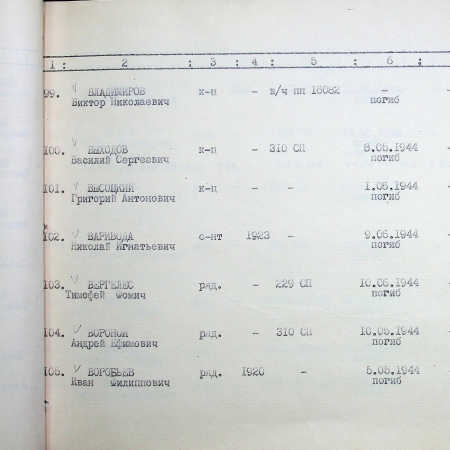 1 : 2 : 3 : 4 : 5 : 6 :
99. ВЛАДИМИРОВ к-ц - в/ч пп 16082 -
Виктор Николаевич погиб
100. ВЫХОДОВ к-ц - 310 СП 8.05.1944
Василий Сергеевич погиб
101. ВЫСОЦКИЙ к-ц - - 1.05.1944
Григорий Антонович погиб
102. ВАРИВОДА с-нт 1923 - 9.06.1944
Николай Игнатьевич погиб
103. ВЕРГЕЛЕС ряд. - 229 СП 10.06.1944
Тимофей Фомич погиб
104. ВОРОНОЙ ряд. - 310 СП 10.05.1944
Андрей Ефимович погиб
105. ВОРОБЬЕВ ряд. 1920 - 5.05.1944
Иван Филиппович погиб